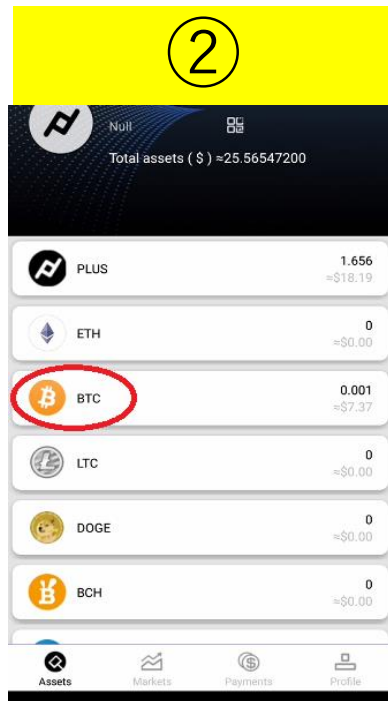 ②
Null
Total assets ( $ ) ≈25.56547200
PLUS 1.656
≈$18.19
ETH 0
≈$0.00
BTC 0.001
≈$7.37
LTC 0
≈$0.00
DOGE 0
≈$0.00
BCH 0
≈$0.00
Assets Markets Payments Profile